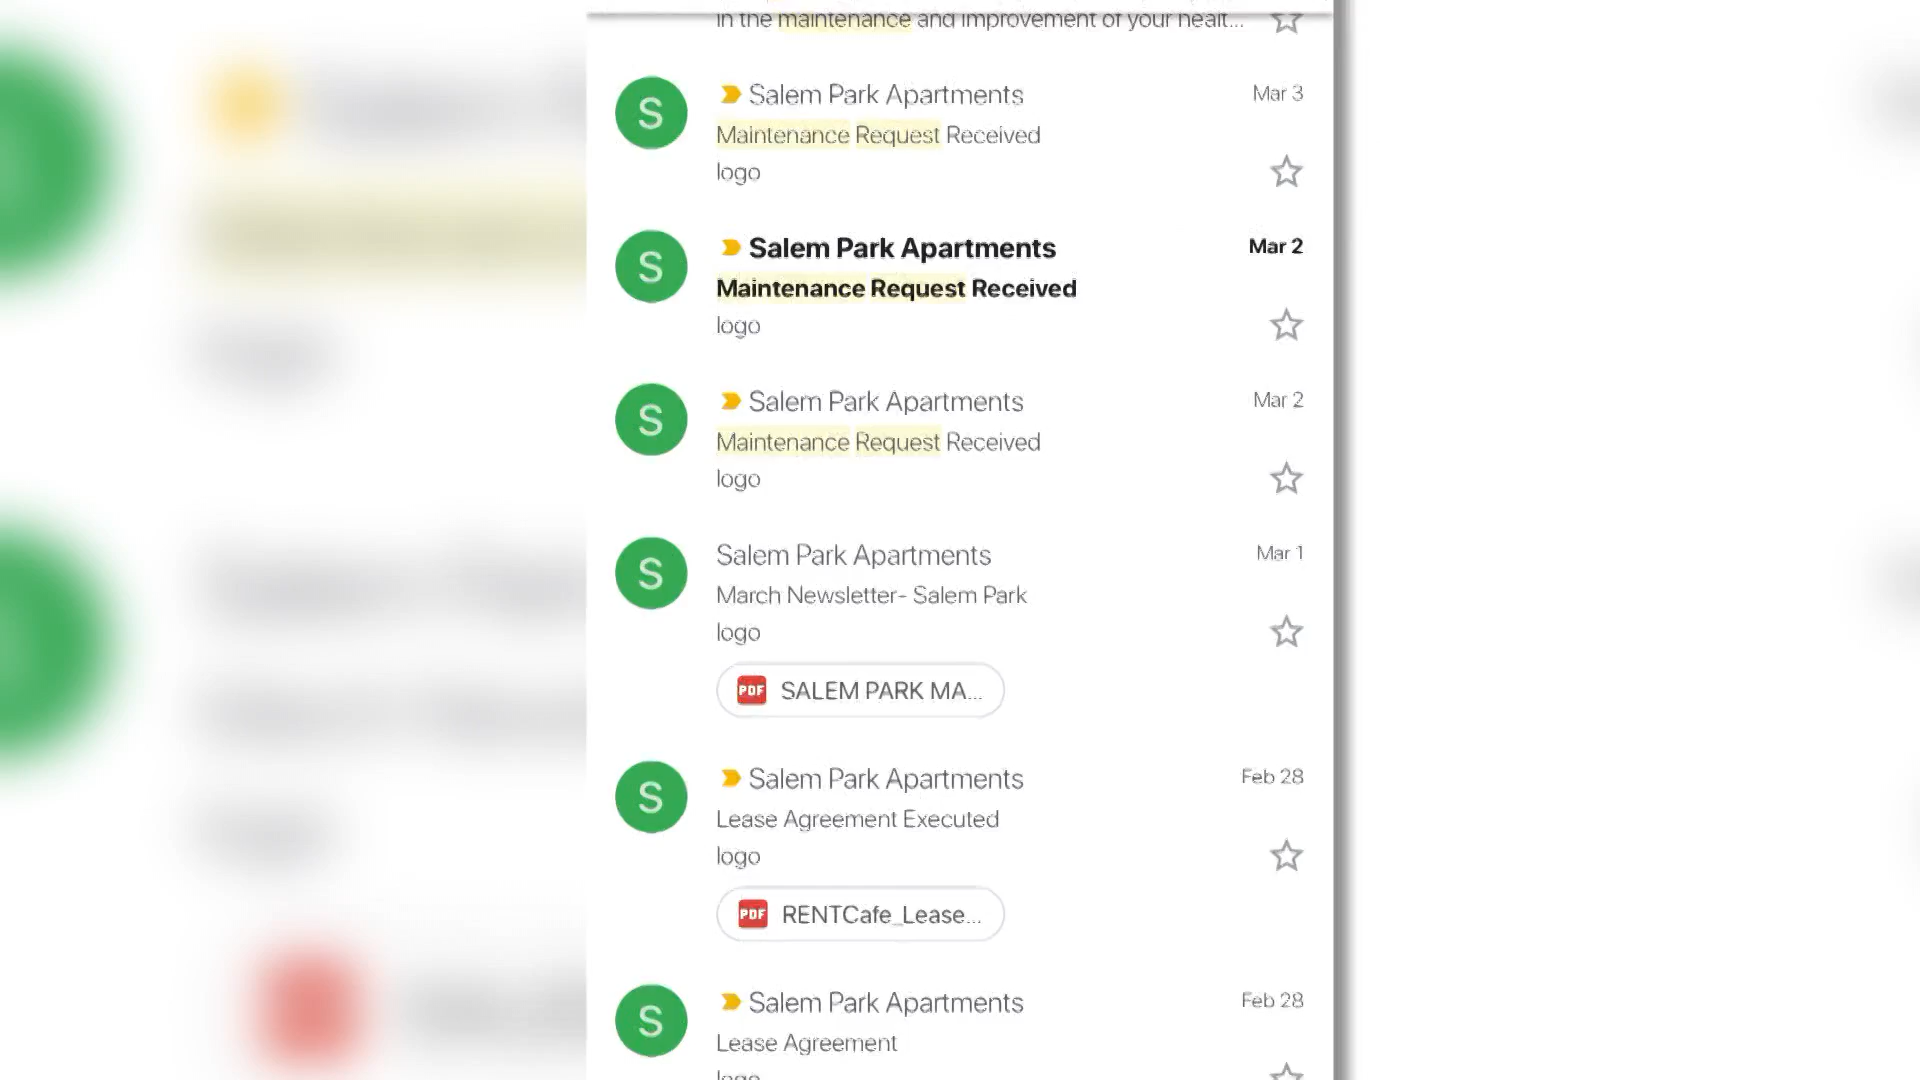 in the maintenance and improvement of your healt...
S
Salem Park Apartments
Mar 3
Maintenance Request Received
logo
S
Salem Park Apartments
Mar 2
Maintenance Request Received
logo
S
Salem Park Apartments
Mar 2
Maintenance Request Received
logo
S
Salem Park Apartments
Mar 1
March Newsletter- Salem Park
logo
PDF SALEM PARK MA...
S
Salem Park Apartments
Feb 28
Lease Agreement Executed
logo
PDF RENTCafe_Lease...
S
Salem Park Apartments
Feb 28
Lease Agreement
logo